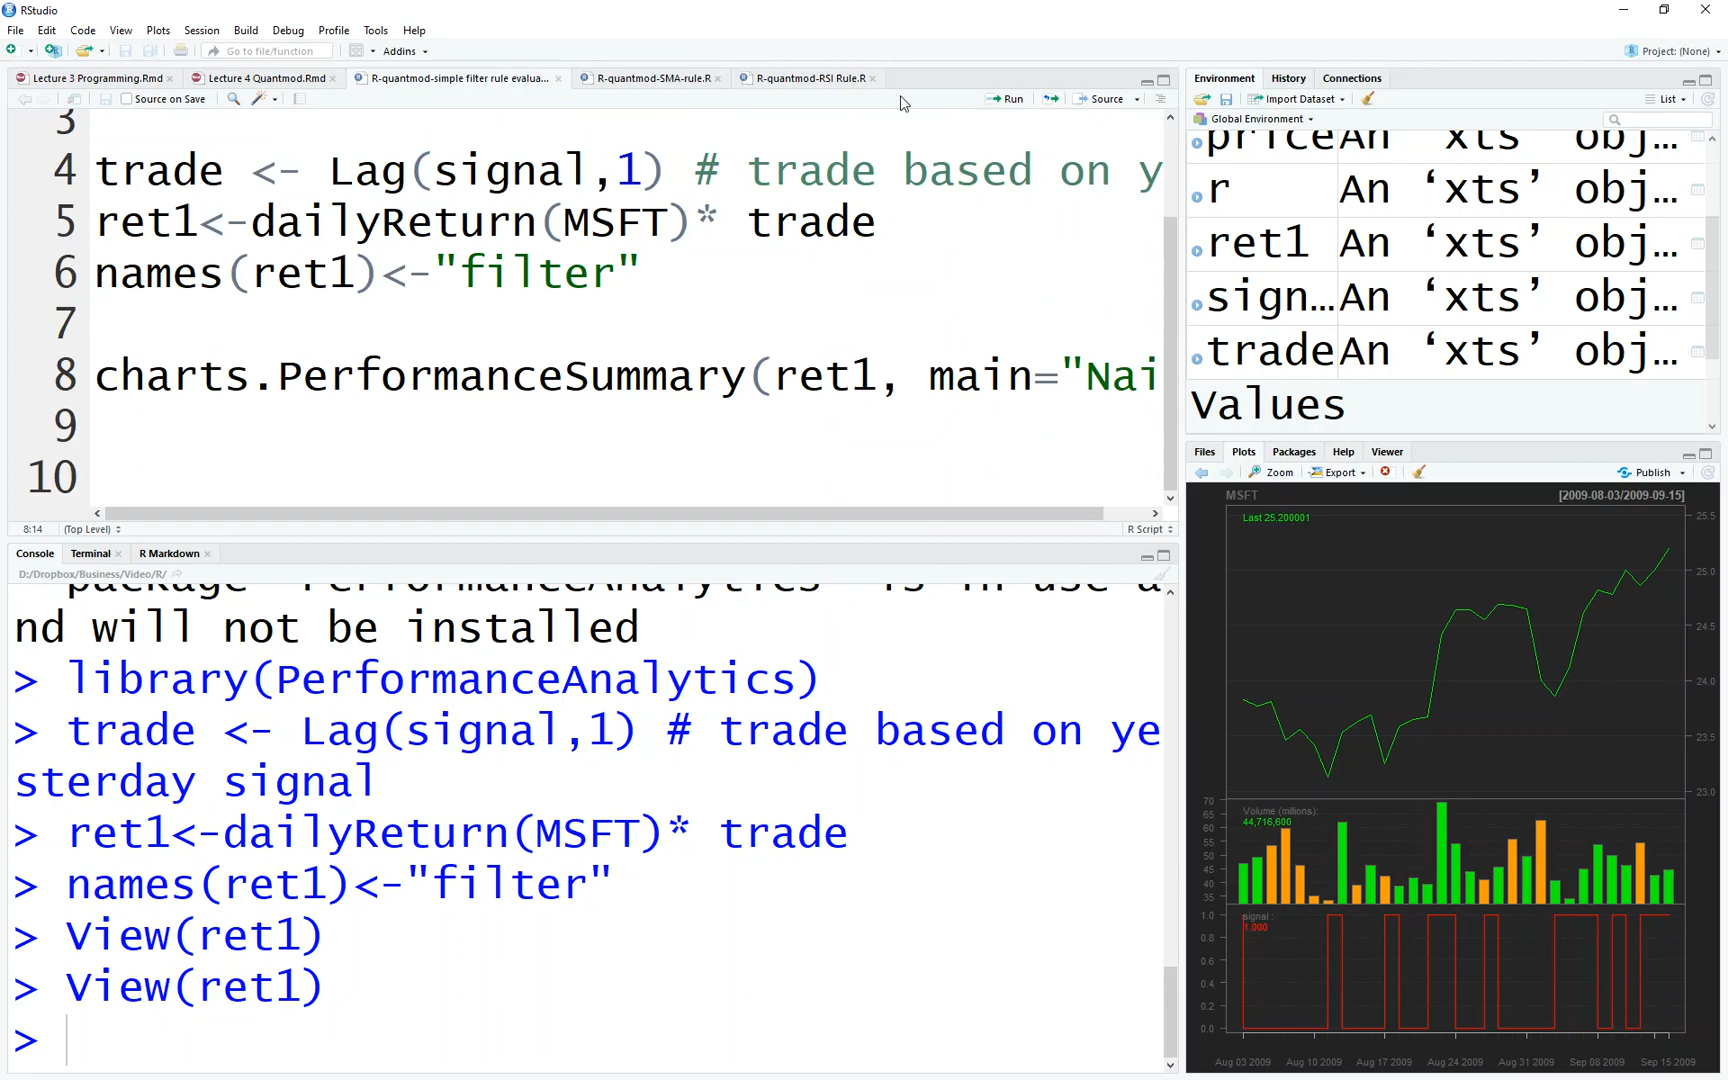 RStudio
File Edit Code View Plots Session Build Debug Profile Tools Help
Go to file/function Addins Project: (None)
Lecture 3 Programming.Rmd Lecture 4 Quantmod.Rmd R-quantmod-simple filter rule evalua... R-quantmod-SMA-rule.R R-quantmod-RSI Rule.R
Source on Save Run Source
3
4 trade <- Lag(signal,1) # trade based on y
5 ret1<-dailyReturn(MSFT)* trade
6 names(ret1)<-"filter"
7
8 charts.PerformanceSummary(ret1, main="Nai
9
10
8:14 (Top Level) R Script
Console Terminal R Markdown
D:/Dropbox/Business/Video/R/
package ‘PerformanceAnalytics’ is in use a
nd will not be installed
> library(PerformanceAnalytics)
> trade <- Lag(signal,1) # trade based on ye
sterday signal
> ret1<-dailyReturn(MSFT)* trade
> names(ret1)<-"filter"
> View(ret1)
> View(ret1)
>
Environment History Connections
Import Dataset List
Global Environment
price An ‘xts’ obj…
r An ‘xts’ obj…
ret1 An ‘xts’ obj…
sign… An ‘xts’ obj…
trade An ‘xts’ obj…
Values
Files Plots Packages Help Viewer
Zoom Export Publish
MSFT [2009-08-03/2009-09-15]
Last 25.200001
25.5
25.0
24.5
24.0
23.5
23.0
Volume (millions):
44,716,600
70
65
60
55
50
45
40
35
signal :
1.000
1.0
0.8
0.6
0.4
0.2
0.0
Aug 03 2009 Aug 10 2009 Aug 17 2009 Aug 24 2009 Aug 31 2009 Sep 08 2009 Sep 15 2009